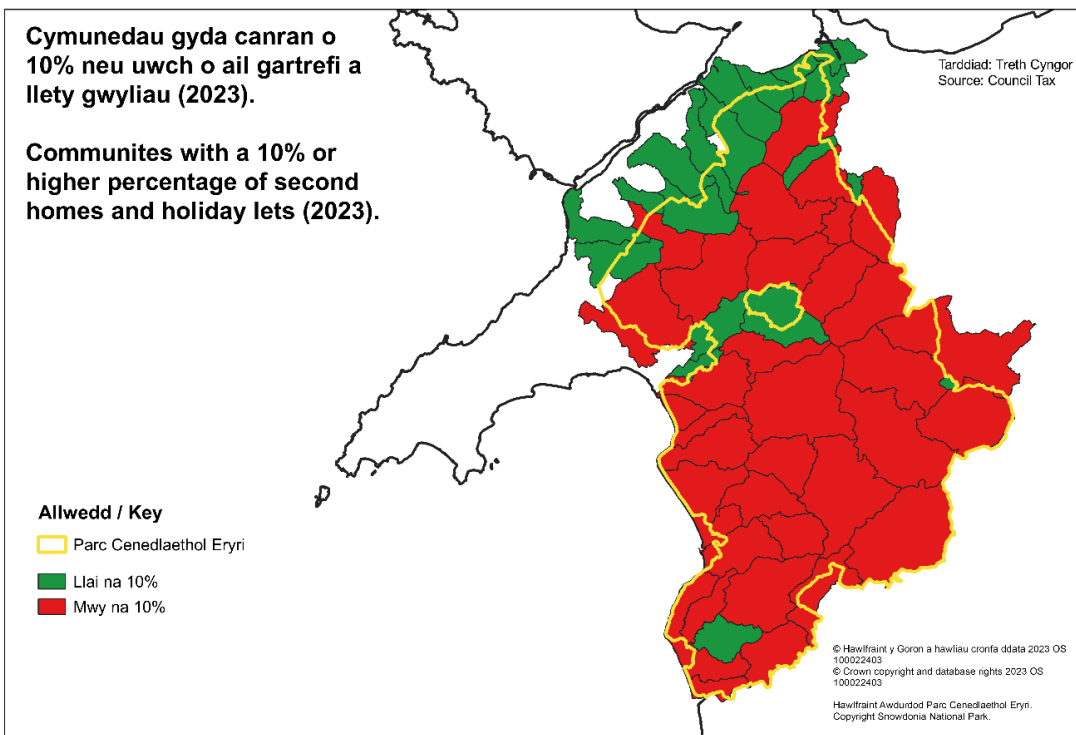 Cymunedau gyda canran o
10% neu uwch o ail gartrefi a
llety gwyliau (2023).
Communites with a 10% or
higher percentage of second
homes and holiday lets (2023).
Tarddiad: Treth Cyngor
Source: Council Tax
Allwedd / Key
Parc Cenedlaethol Eryri
Llai na 10%
Mwy na 10%
© Hawlfraint y Goron a hawliau cronfa ddata 2023 OS
100022403
© Crown copyright and database rights 2023 OS
100022403
Hawlfraint Awdurdod Parc Cenedlaethol Eryri.
Copyright Snowdonia National Park.